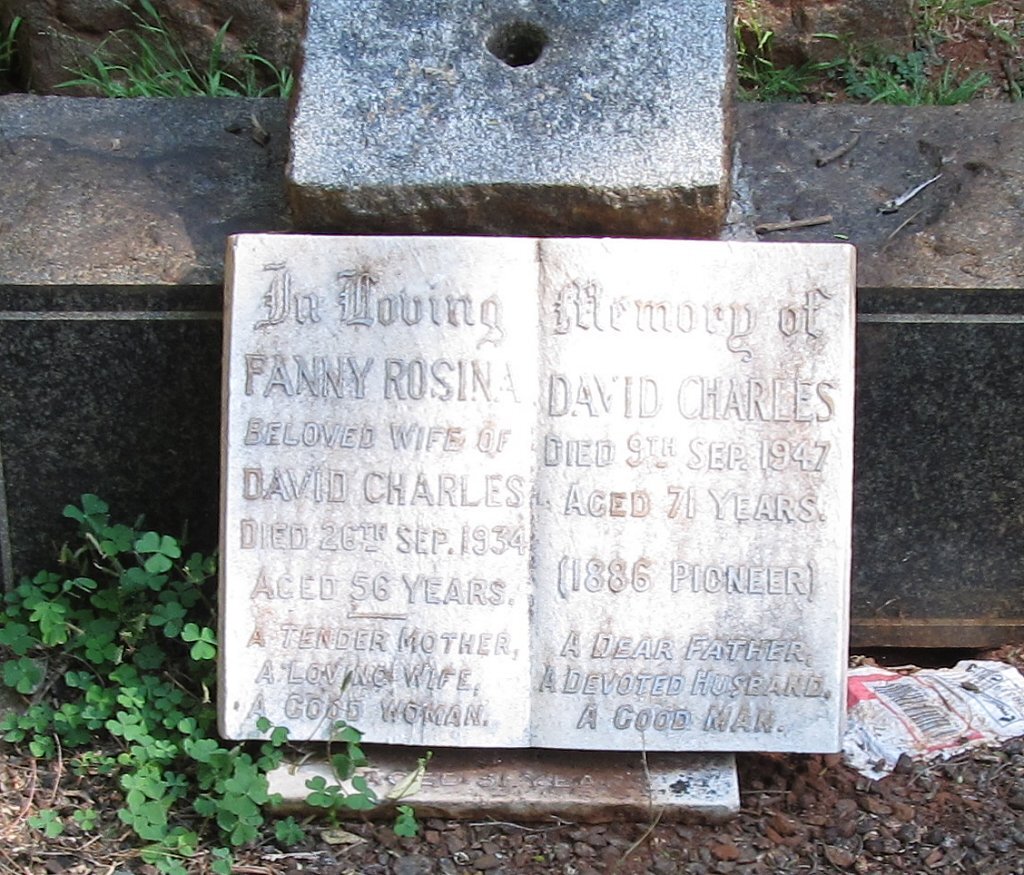 In Loving
FANNY ROSINA
BELOVED WIFE OF
DAVID CHARLES
DIED 26TH SEP. 1934
AGED 56 YEARS.
A TENDER MOTHER,
A LOVING WIFE,
A GOOD WOMAN.
Memory of
DAVID CHARLES
DIED 9TH SEP. 1947
AGED 71 YEARS.
(1886 PIONEER)
A DEAR FATHER,
A DEVOTED HUSBAND,
A GOOD MAN.